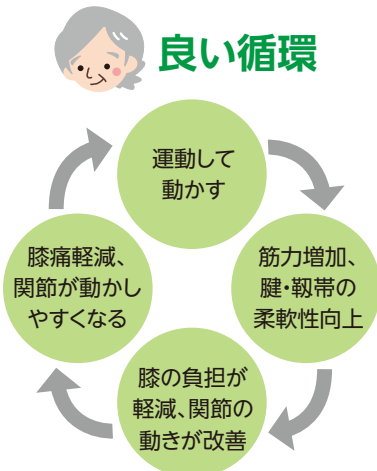 良い循環
運動して
動かす
筋力増加、
腱・靱帯の
柔軟性向上
膝の負担が
軽減、関節の
動きが改善
膝痛軽減、
関節が動かし
やすくなる